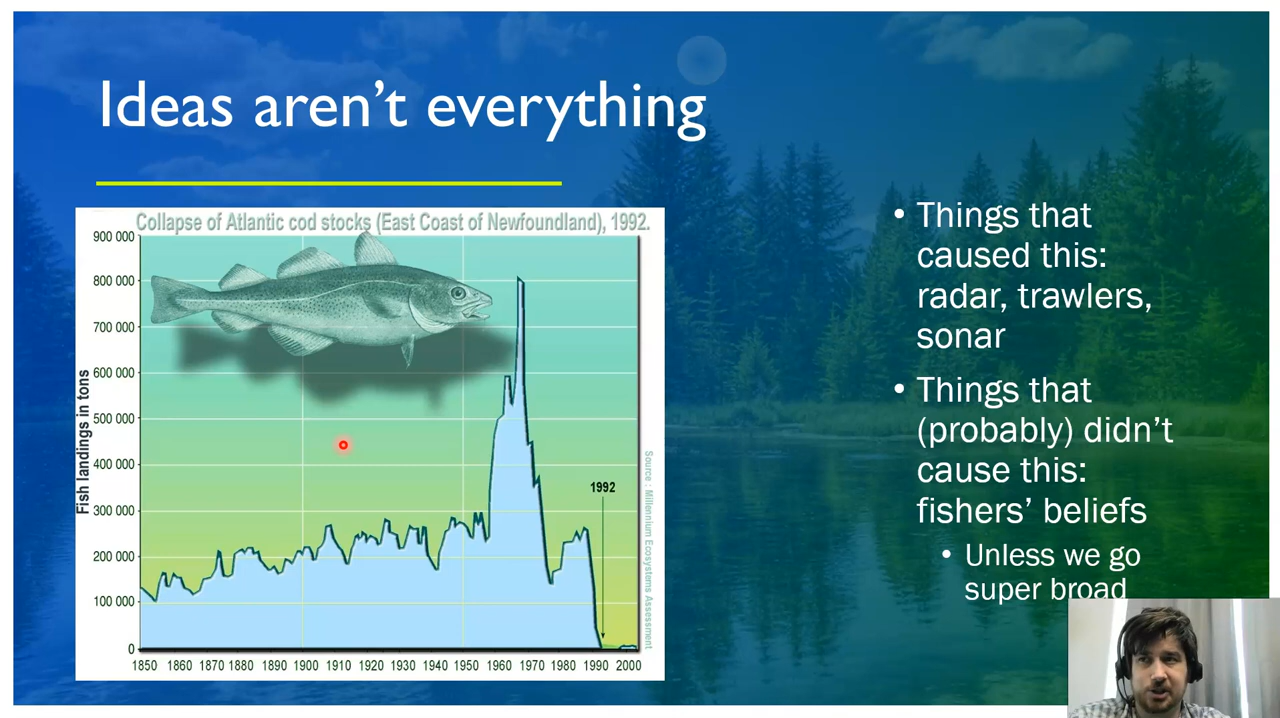 Ideas aren't everything
Collapse of Atlantic cod stocks (East Coast of Newfoundland), 1992.
Fish landings in tons
900 000
800 000
700 000
600 000
500 000
400 000
300 000
200 000
100 000
0
1992
1850 1860 1870 1880 1890 1900 1910 1920 1930 1940 1950 1960 1970 1980 1990 2000
Source : Millennium Ecosystems Assessment
• Things that
caused this:
radar, trawlers,
sonar
• Things that
(probably) didn't
cause this:
fishers' beliefs
• Unless we go
super broad